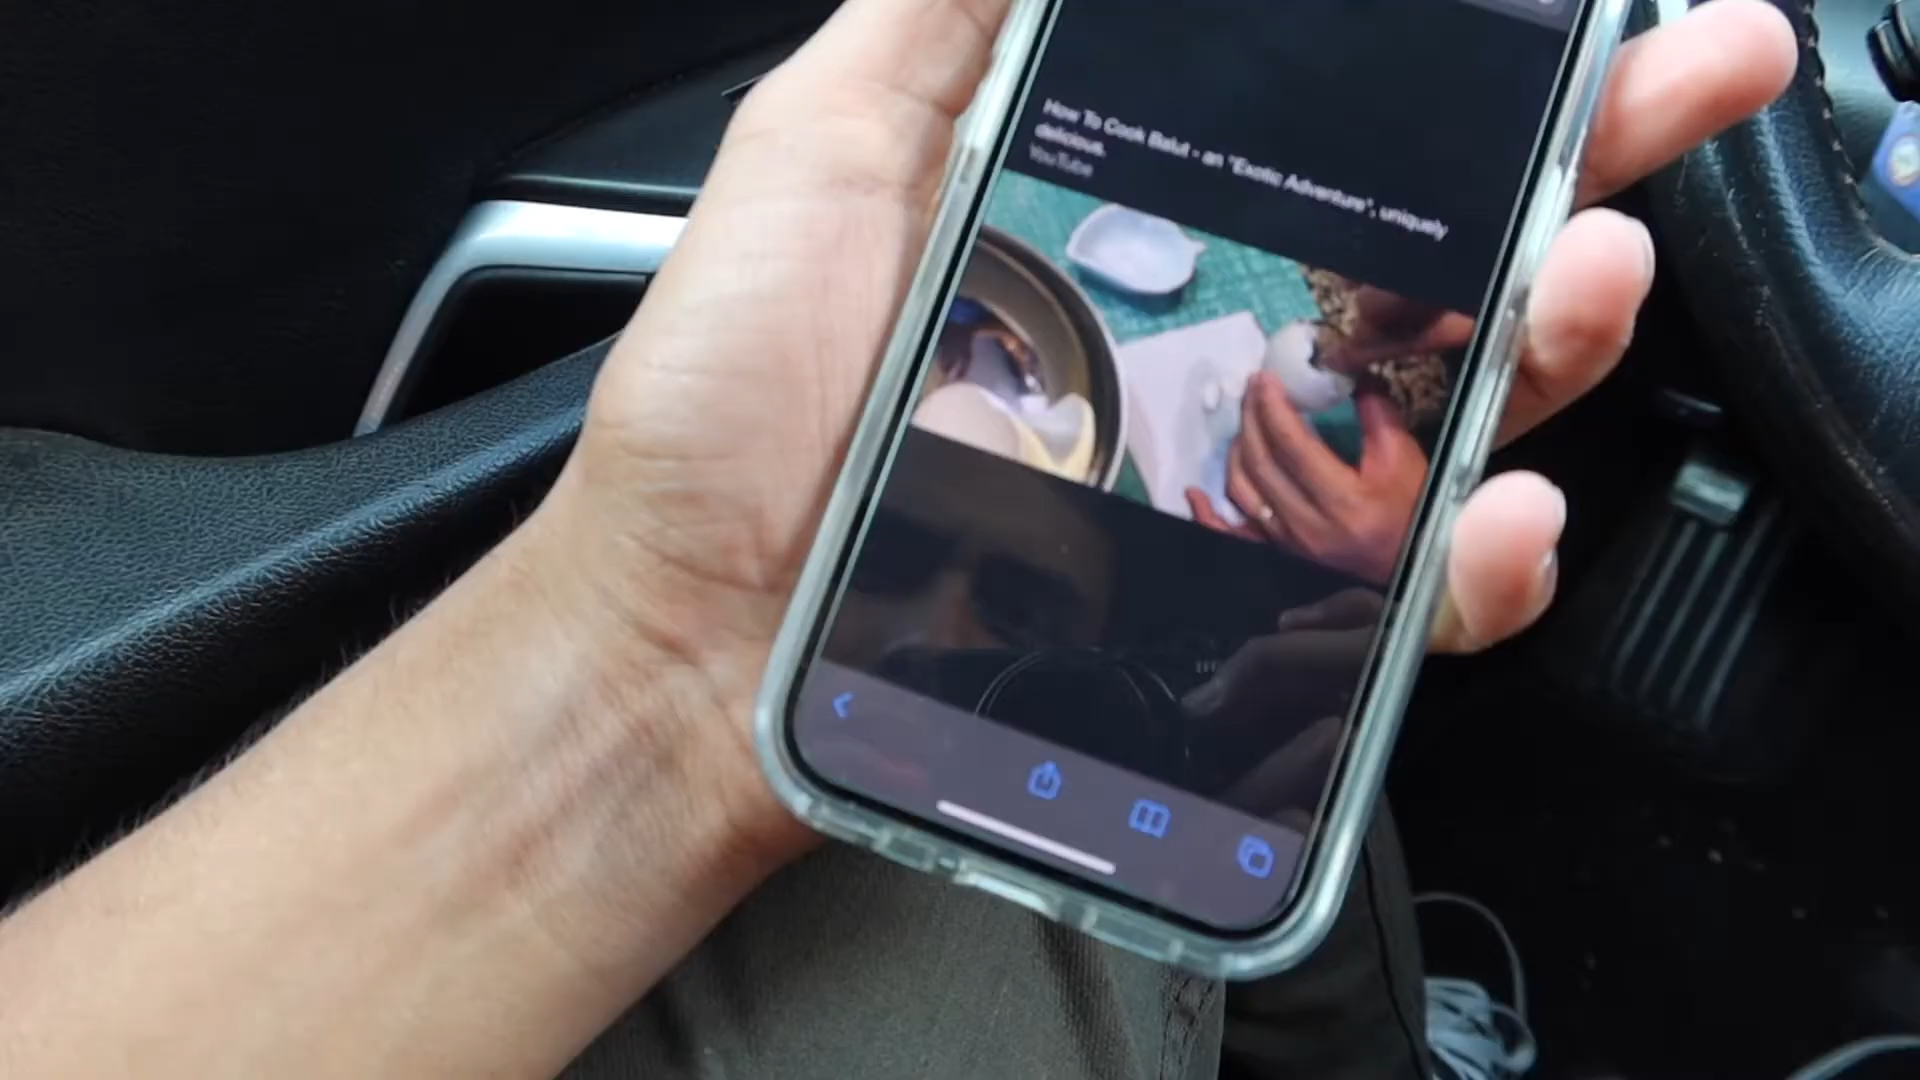 How To Cook Balut - an "Exotic Adventure", uniquely
delicious.
YouTube